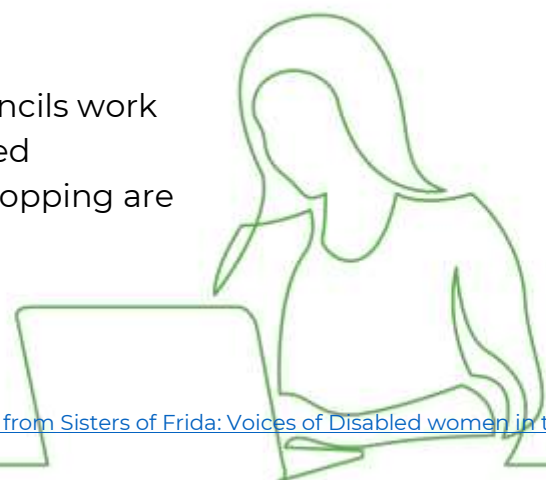 ncils work
ed
opping are
from Sisters of Frida: Voices of Disabled women in t